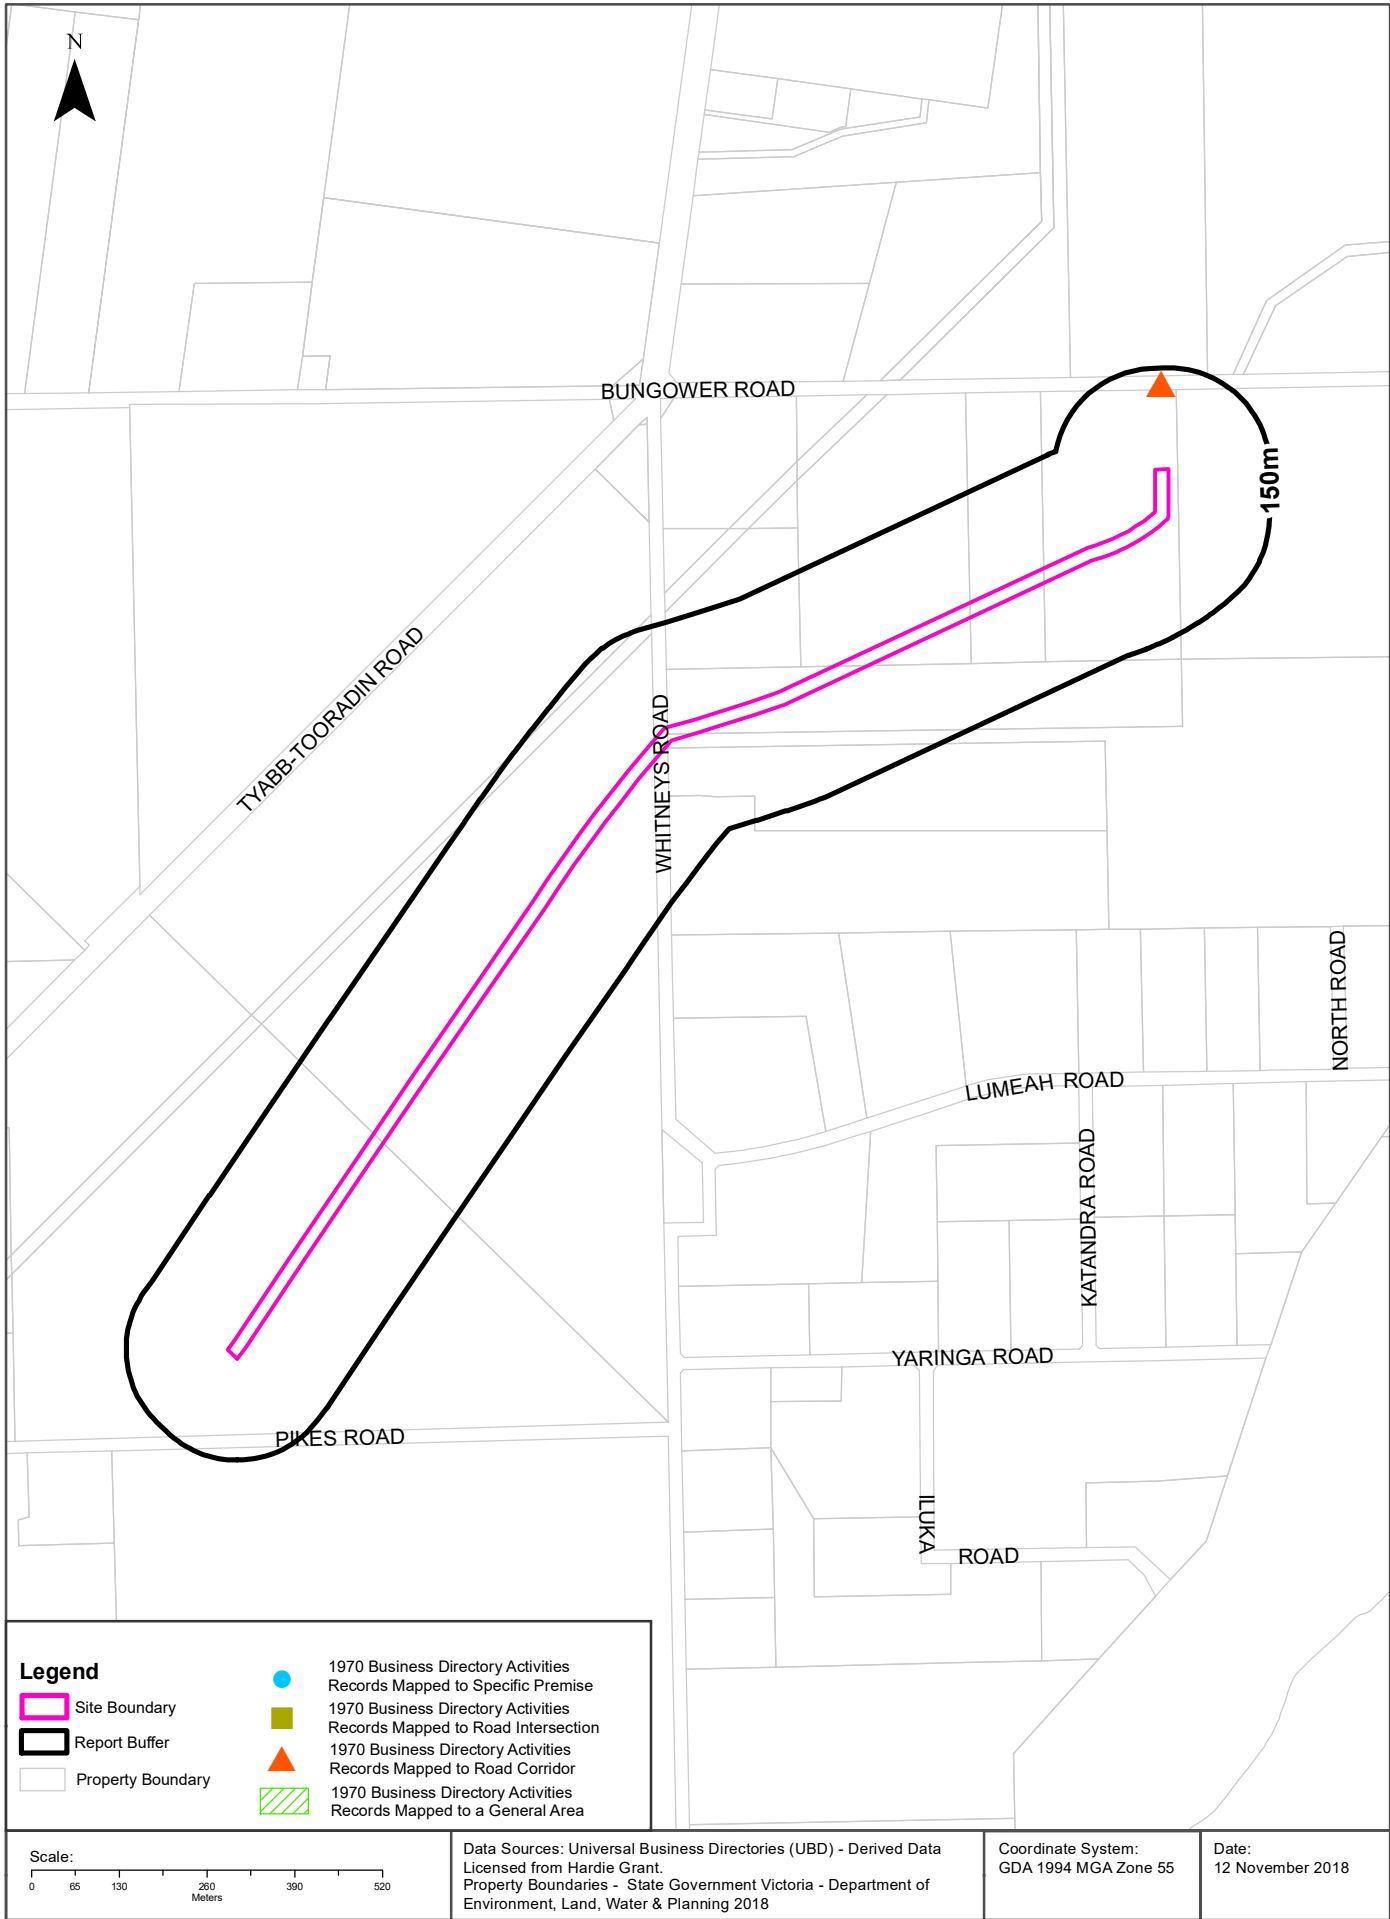 N
BUNGOWER ROAD
150m
TYABB-TOORADIN ROAD
WHITNEYS ROAD
NORTH ROAD
LUMEAH ROAD
KATANDRA ROAD
YARINGA ROAD
PIKES ROAD
ILUKA
ROAD
Legend
Site Boundary
Report Buffer
Property Boundary
1970 Business Directory Activities
Records Mapped to Specific Premise
1970 Business Directory Activities
Records Mapped to Road Intersection
1970 Business Directory Activities
Records Mapped to Road Corridor
1970 Business Directory Activities
Records Mapped to a General Area
Scale:
0 65 130 260 390 520
Meters
Data Sources: Universal Business Directories (UBD) - Derived Data
Licensed from Hardie Grant.
Property Boundaries - State Government Victoria - Department of
Environment, Land, Water & Planning 2018
Coordinate System:
GDA 1994 MGA Zone 55
Date:
12 November 2018